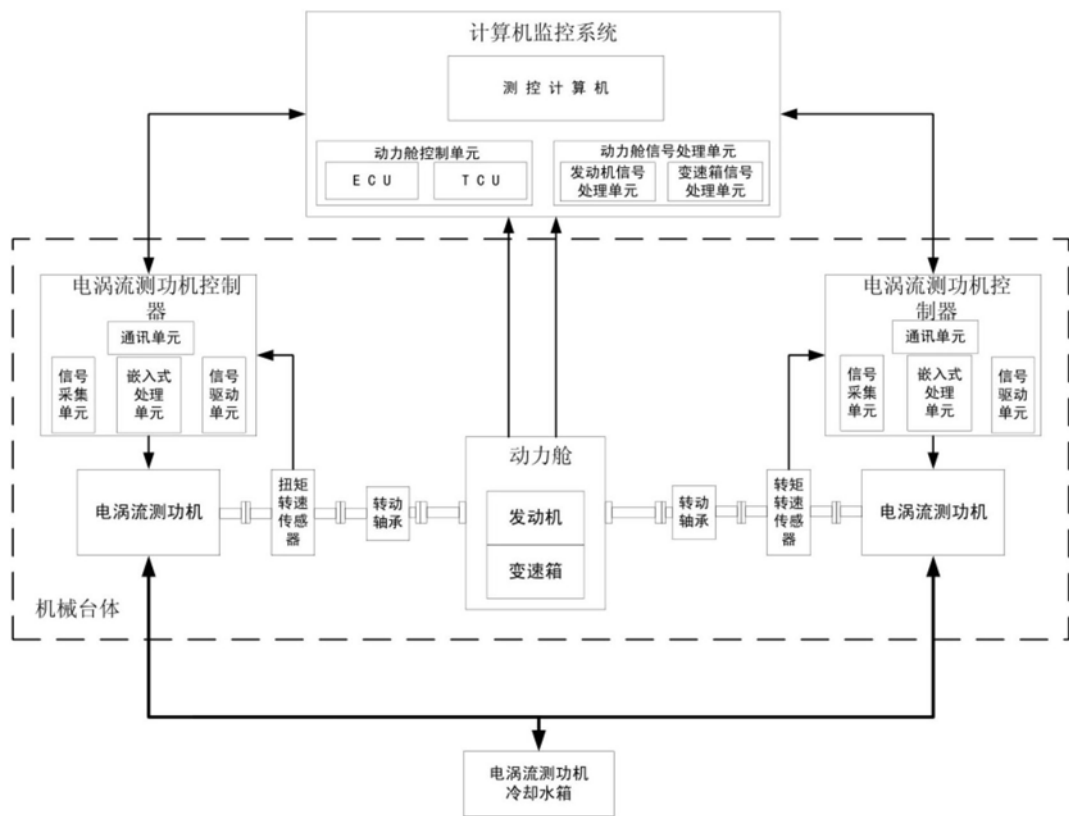 计算机监控系统
测 控 计 算 机
动力舱控制单元
E C U
T C U
动力舱信号处理单元
发动机信号
处理单元
变速箱信号
处理单元
电涡流测功机控制
器
通讯单元
信号
采集
单元
嵌入式
处理
单元
信号
驱动
单元
电涡流测功机控
制器
通讯单元
信号
采集
单元
嵌入式
处理
单元
信号
驱动
单元
电涡流测功机
扭矩
转速
传感
器
转动
轴承
动力舱
发动机
变速箱
转动
轴承
转矩
转速
传感
器
电涡流测功机
机械台体
电涡流测功机
冷却水箱